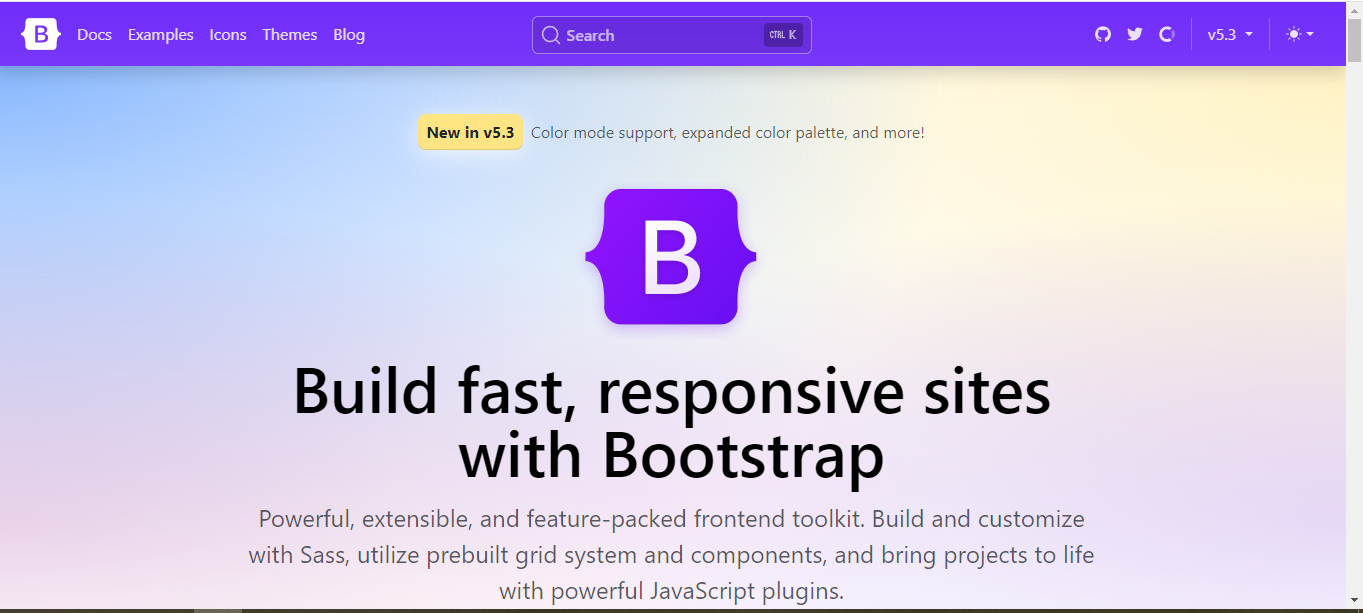 B Docs Examples Icons Themes Blog Search CTRL K v5.3
New in v5.3 Color mode support, expanded color palette, and more!
B
Build fast, responsive sites
with Bootstrap
Powerful, extensible, and feature-packed frontend toolkit. Build and customize
with Sass, utilize prebuilt grid system and components, and bring projects to life
with powerful JavaScript plugins.